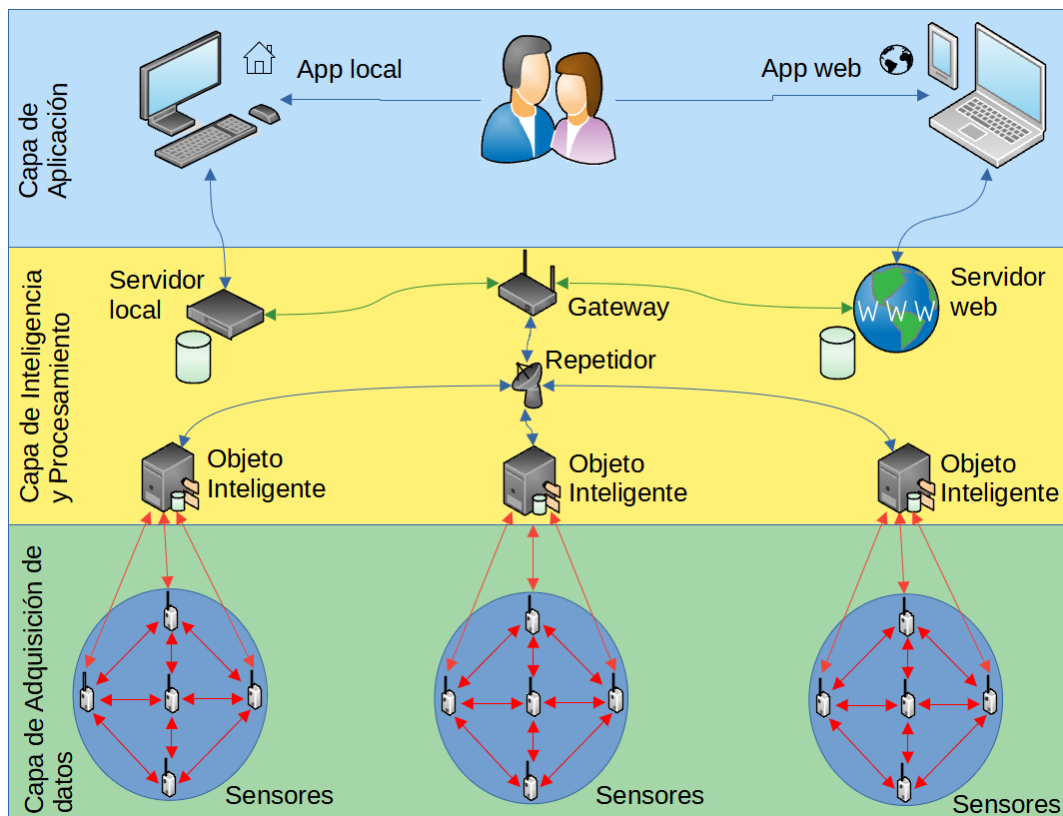 Capa de
Aplicación
App local
App web
Capa de Inteligencia
y Procesamiento
Servidor
local
Gateway
Servidor
web
W W W
Repetidor
Objeto
Inteligente
Objeto
Inteligente
Objeto
Inteligente
Capa de Adquisición de
datos
Sensores
Sensores
Sensores